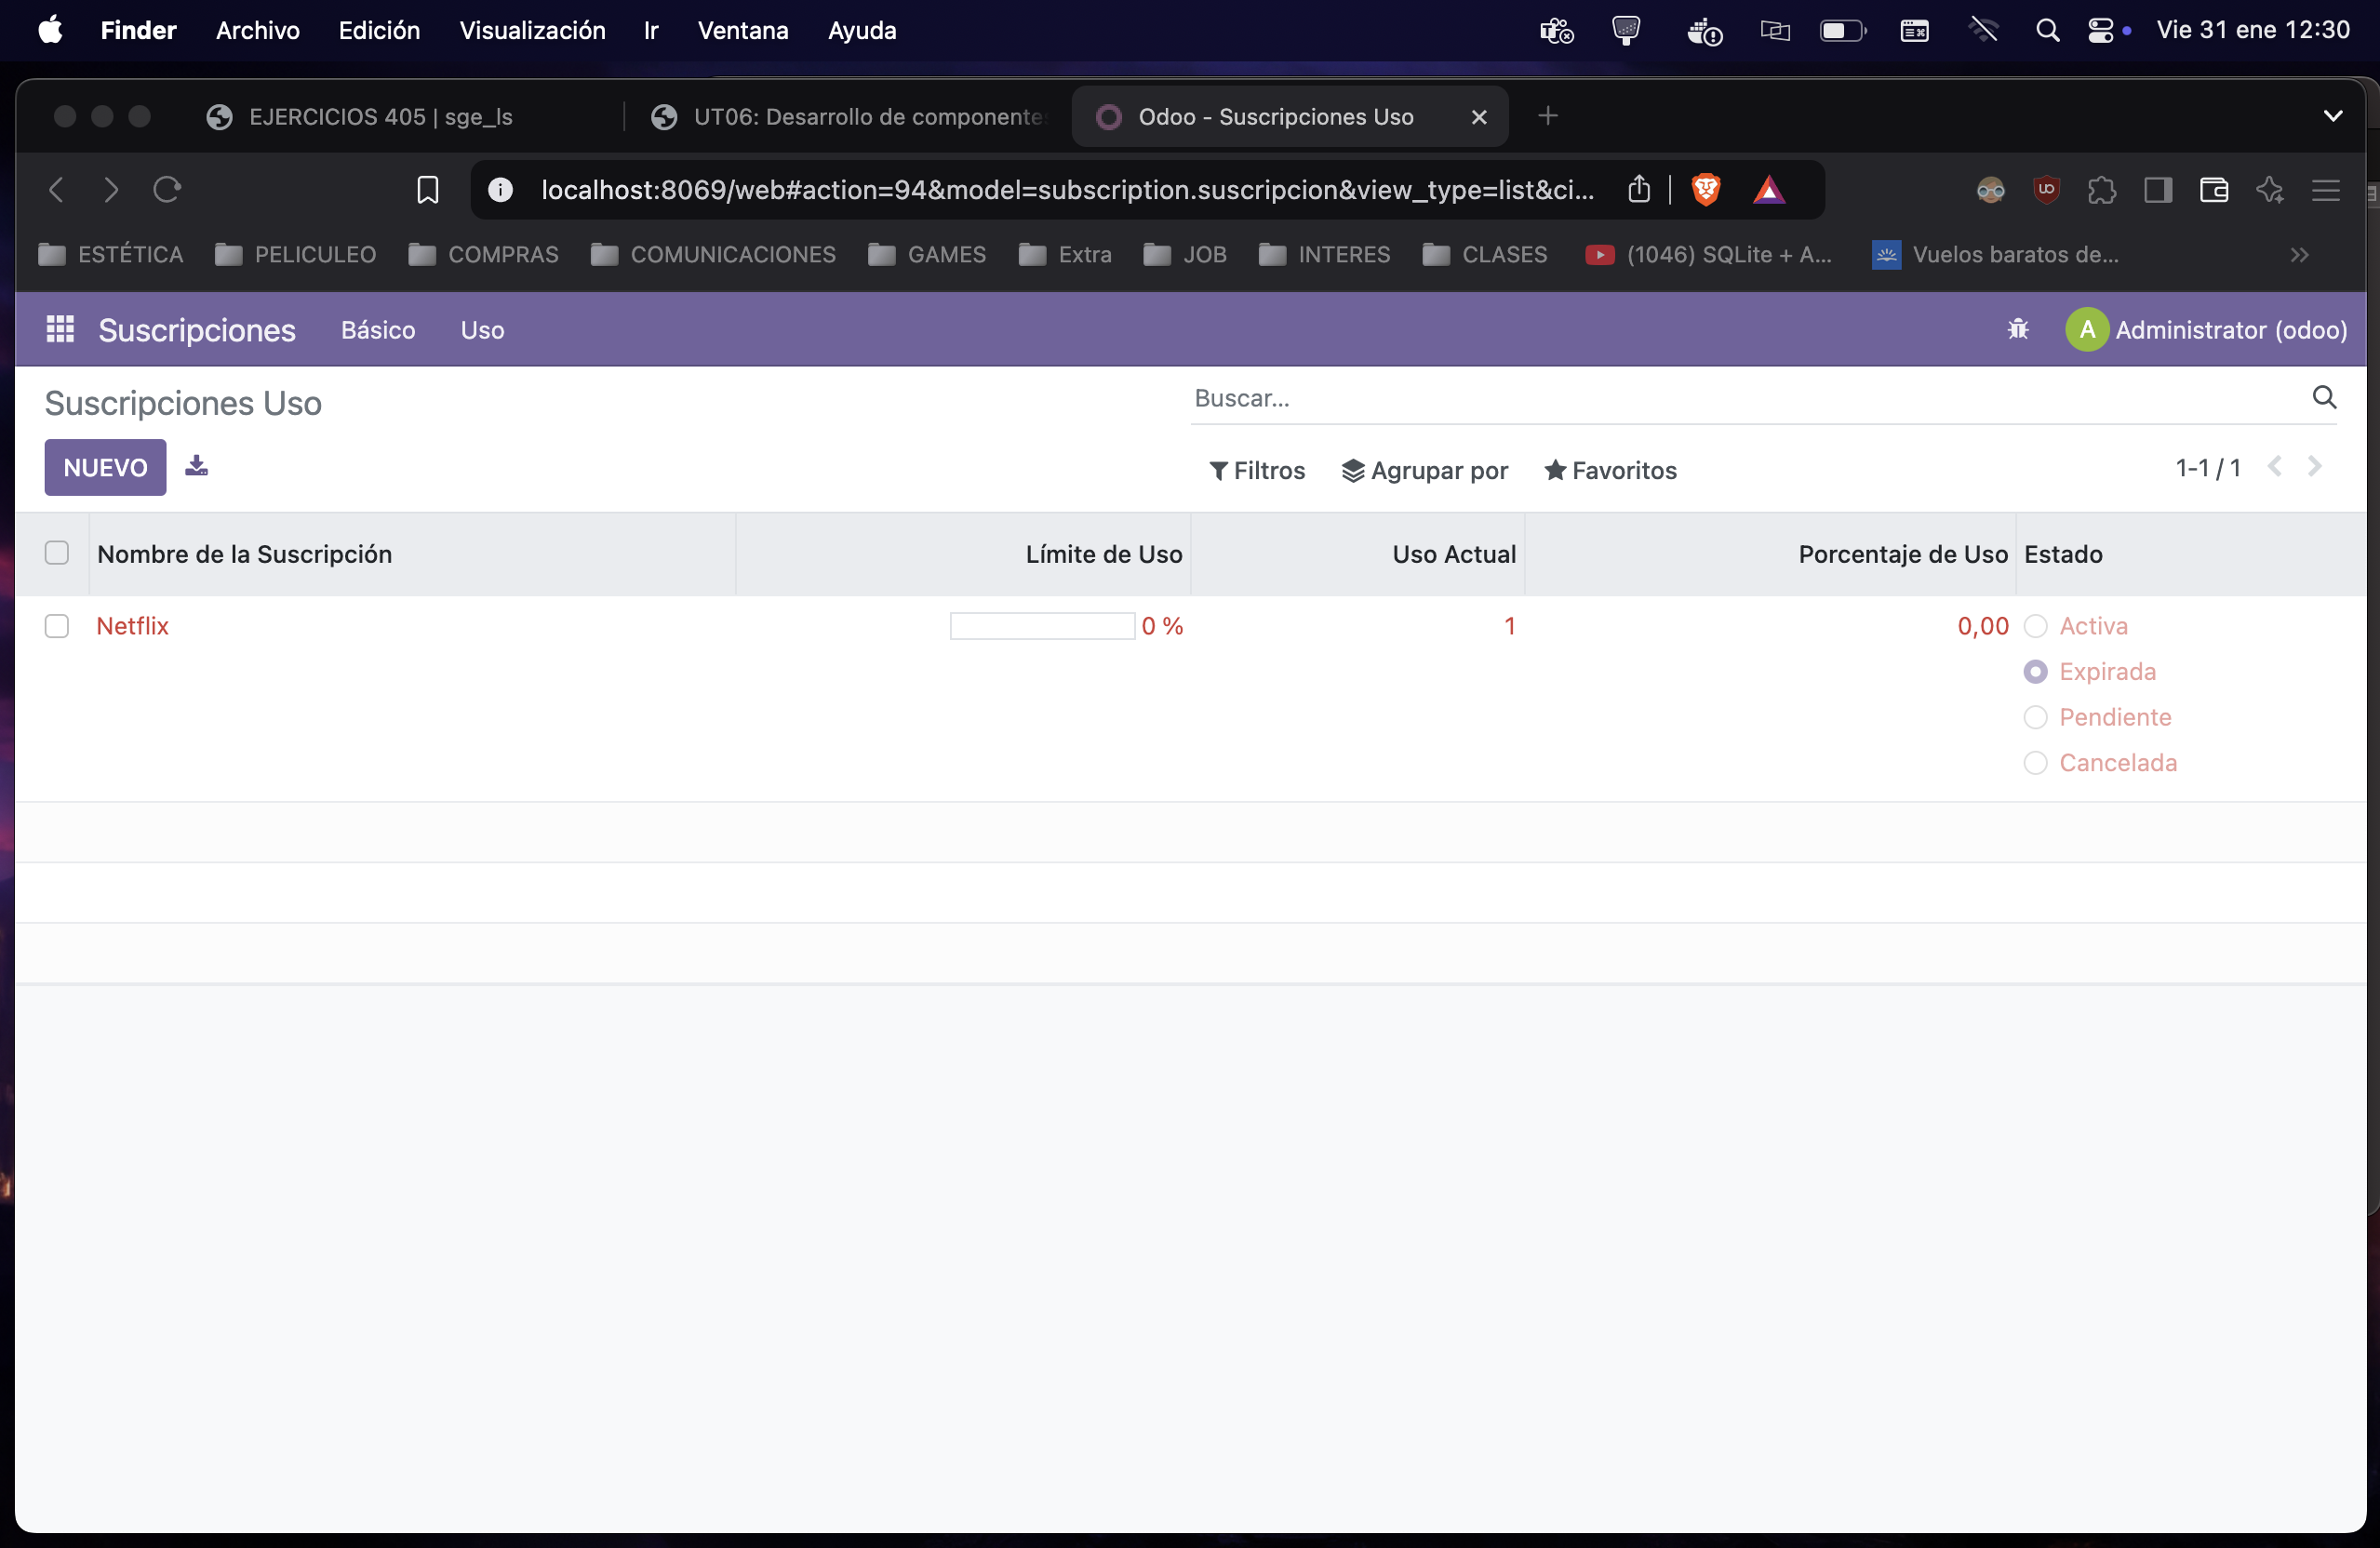 Finder Archivo Edición Visualización Ir Ventana Ayuda Vie 31 ene 12:30
EJERCICIOS 405 | sge_ls UT06: Desarrollo de componentes Odoo - Suscripciones Uso
localhost:8069/web#action=94&model=subscription.suscripcion&view_type=list&ci...
ESTÉTICA PELICULEO COMPRAS COMUNICACIONES GAMES Extra JOB INTERES CLASES (1046) SQLite + A... Vuelos baratos de...
Suscripciones Básico Uso A Administrator (odoo)
Suscripciones Uso Buscar...
NUEVO Filtros Agrupar por Favoritos 1-1 / 1
Nombre de la Suscripción Límite de Uso Uso Actual Porcentaje de Uso Estado
Netflix 0 % 1 0,00 Activa
Expirada
Pendiente
Cancelada